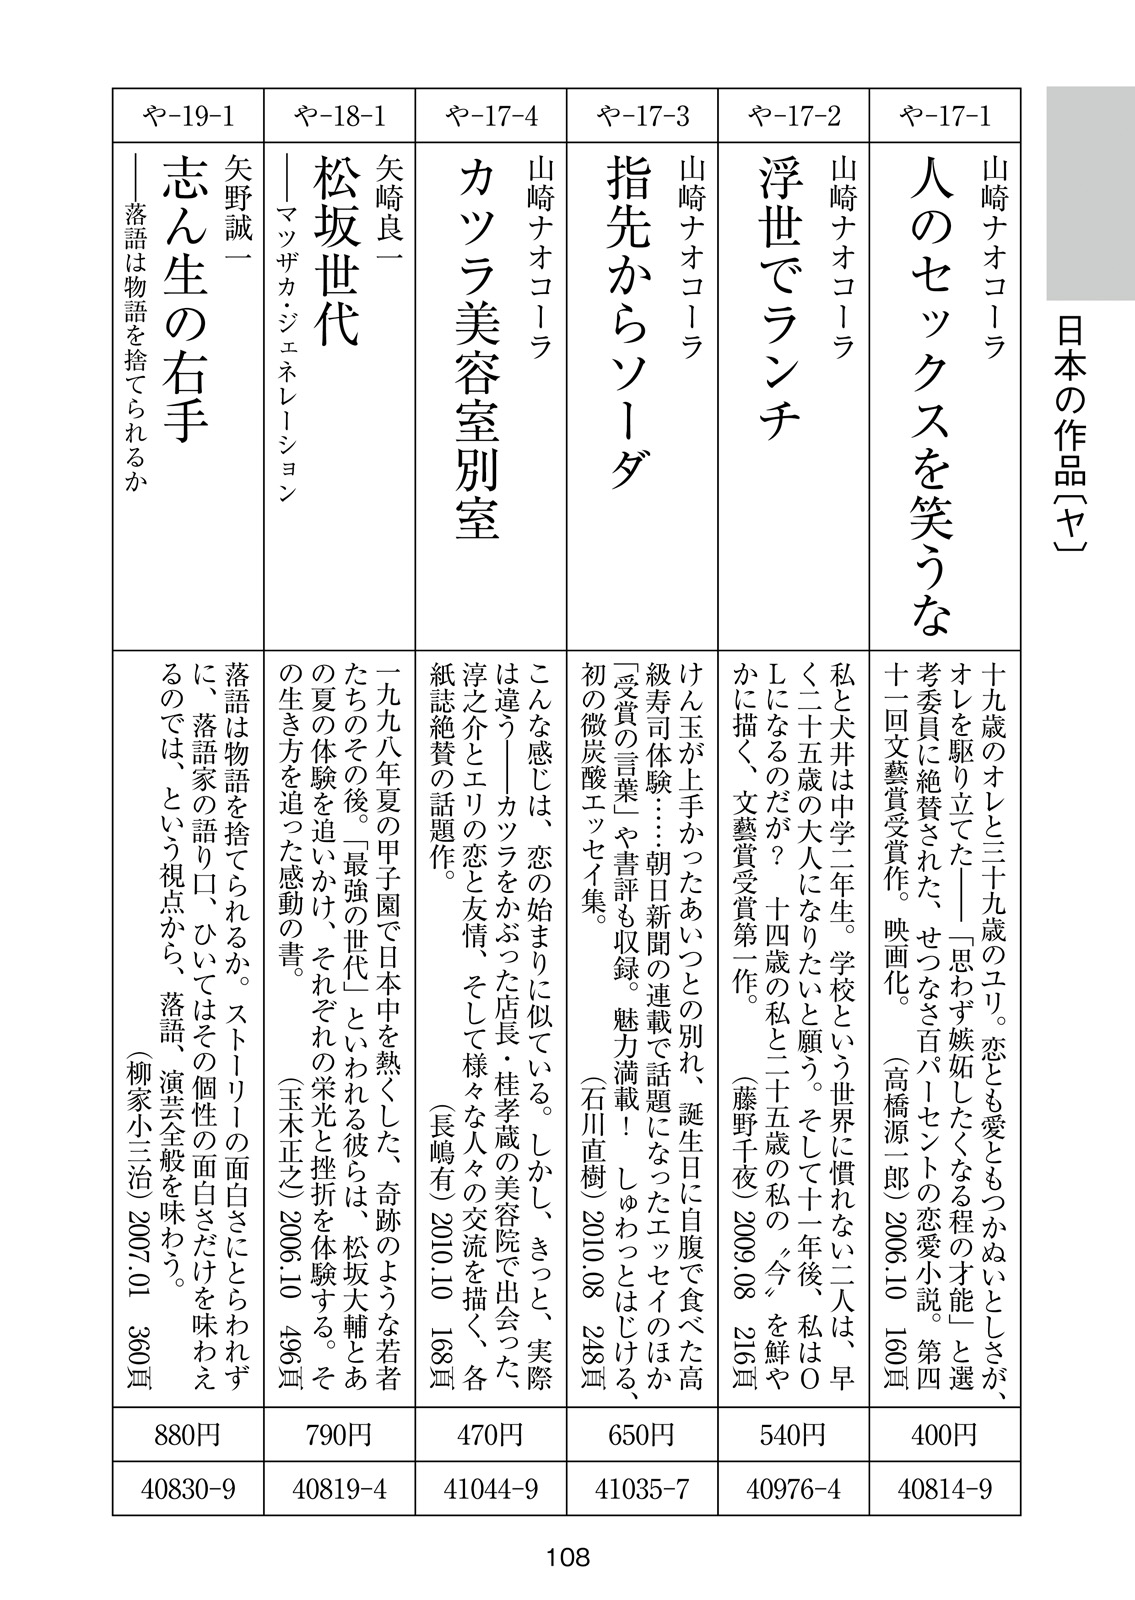 日本の作品〔ヤ〕
や-17-1
山崎ナオコーラ
人のセックスを笑うな
十九歳のオレと三十九歳のユリ。恋とも愛ともつかぬいとしさが、
オレを駆り立てた——「思わず嫉妬したくなる程の才能」と選
考委員に絶賛された、せつなさ百パーセントの恋愛小説。第四
十一回文藝賞受賞作。映画化。　（高橋源一郎）2006.10　160頁
400円
40814-9
や-17-2
山崎ナオコーラ
浮世でランチ
私と犬井は中学二年生。学校という世界に慣れない二人は、早
く二十五歳の大人になりたいと願う。そして十一年後、私はO
Lになるのだが？　十四歳の私と二十五歳の私の〝今〟を鮮や
かに描く、文藝賞受賞第一作。　（藤野千夜）2009.08　216頁
540円
40976-4
や-17-3
山崎ナオコーラ
指先からソーダ
けん玉が上手かったあいつとの別れ、誕生日に自腹で食べた高
級寿司体験……朝日新聞の連載で話題になったエッセイのほか
「受賞の言葉」や書評も収録。魅力満載！　しゅわっとはじける、
初の微炭酸エッセイ集。　（石川直樹）2010.08　248頁
650円
41035-7
や-17-4
山崎ナオコーラ
カツラ美容室別室
こんな感じは、恋の始まりに似ている。しかし、きっと、実際
は違う——カツラをかぶった店長・桂孝蔵の美容院で出会った、
淳之介とエリの恋と友情、そして様々な人々の交流を描く、各
紙誌絶賛の話題作。　（長嶋有）2010.10　168頁
470円
41044-9
や-18-1
矢崎良一
松坂世代
——マツザカ・ジェネレーション
一九九八年夏の甲子園で日本中を熱くした、奇跡のような若者
たちのその後。「最強の世代」といわれる彼らは、松坂大輔とあ
の夏の体験を追いかけ、それぞれの栄光と挫折を体験する。そ
の生き方を追った感動の書。　（玉木正之）2006.10　496頁
790円
40819-4
や-19-1
矢野誠一
志ん生の右手
——落語は物語を捨てられるか
落語は物語を捨てられるか。ストーリーの面白さにとらわれず
に、落語家の語り口、ひいてはその個性の面白さだけを味わえ
るのでは、という視点から、落語、演芸全般を味わう。
（柳家小三治）2007.01　360頁
880円
40830-9
108